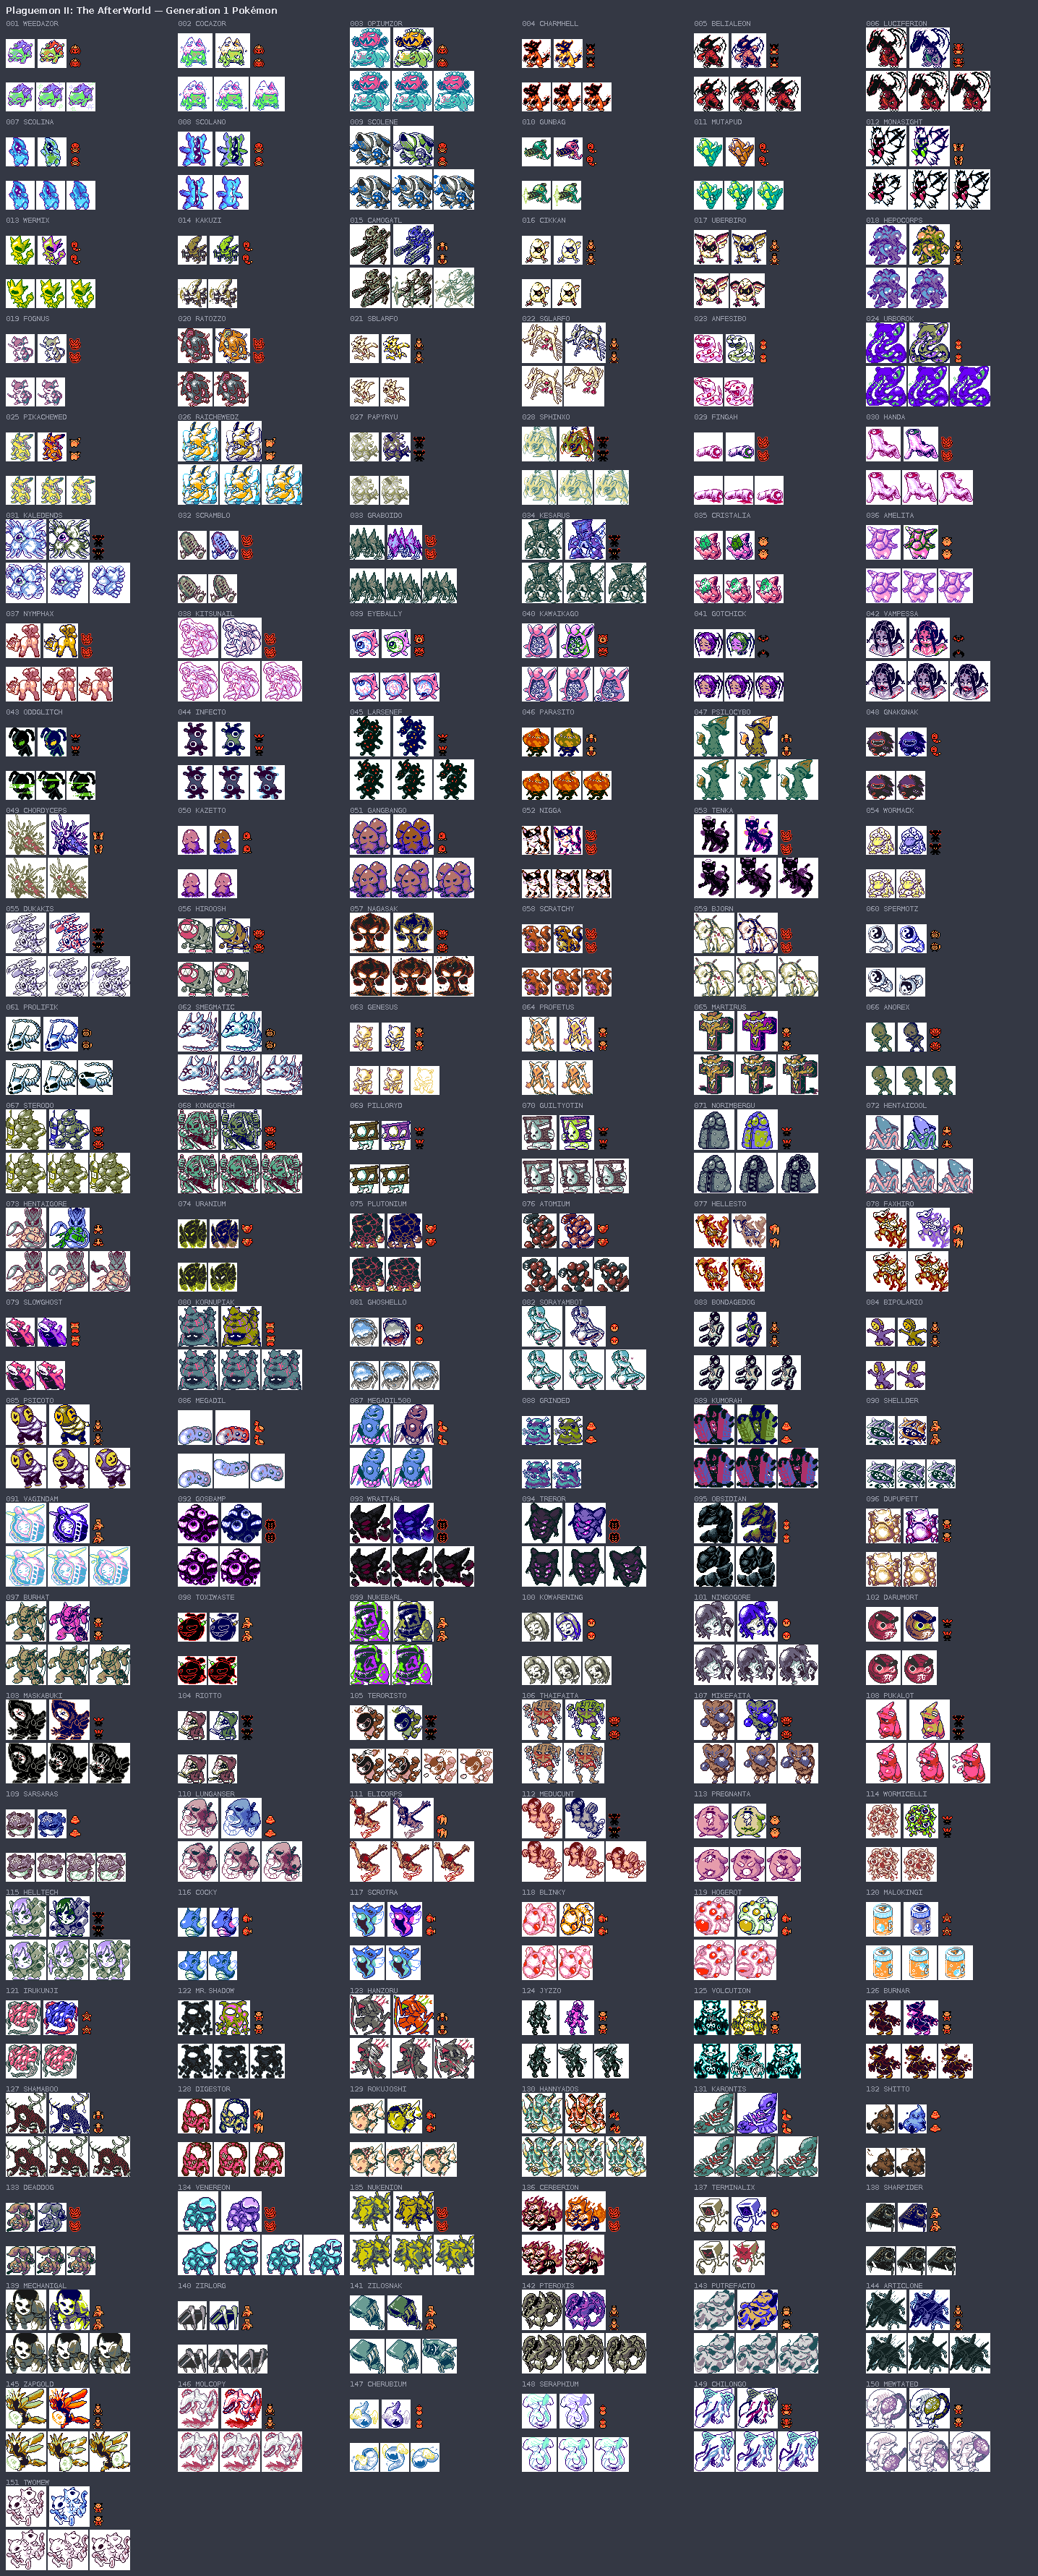 Plaguemon II: The AfterWorld — Generation 1 Pokémon
001 WEEDAZOR 002 COCAZOR 003 OPIUMZOR 004 CHARMHELL 005 BELIALEON 006 LUCIFERION
007 SCOLINA 008 SCOLANO 009 SCOLENE 010 GUNBAG 011 MUTAPUD 012 MONASIGHT
013 WERMIX 014 KAKUZI 015 CAMOGATL 016 CIKKAN 017 UBERBIRO 018 HEPOCORPS
019 FOGNUS 020 RATOZZO 021 SBLARFO 022 SGLARFO 023 ANFESIBO 024 URBOROK
025 PIKACHEWED 026 RAICHEWEDZ 027 PAPYRYU 028 SPHINXO 029 FINGAH 030 HANDA
031 KALEDENDS 032 SCRAMBLO 033 GRABOIDO 034 KESARUS 035 CRISTALIA 036 AMELITA
037 NYMPHAX 038 KITSUNAIL 039 EYEBALLY 040 KAWAIKAGO 041 GOTCHICK 042 VAMPESSA
043 ODDGLITCH 044 INFECTO 045 LARSENEF 046 PARASITO 047 PSILOCYBO 048 GNAKGNAK
049 CHORDYCEPS 050 KAZETTO 051 GANGBANGO 052 NIGGA 053 TENKA 054 WORMACK
055 DUKAKIS 056 HIROOSH 057 NAGASAK 058 SCRATCHY 059 BJORN 060 SPERMOTZ
061 PROLIFIK 062 SMEGMATIC 063 GENESUS 064 PROFETUS 065 MARTIRUS 066 ANOREX
067 STERODO 068 KONGORISH 069 PILLORYD 070 GUILTYOTIN 071 NORIMBERGU 072 HENTAICOOL
073 HENTAIGORE 074 URANIUM 075 PLUTONIUM 076 ATOMIUM 077 HELLESTO 078 FAXHIRO
079 SLOWGHOST 080 KORNUPIAK 081 GHOSHELLO 082 SORAYAMBOT 083 BONDAGEDOG 084 BIPOLARIO
085 PSICOTO 086 MEGADIL 087 MEGADIL500 088 GRINDED 089 KUMORAH 090 SHELLDER
091 VAGINDAM 092 GOSBAMP 093 WRAITARL 094 TREROR 095 OBSIDIAN 096 DUPUPETT
097 BURHAT 098 TOXIWASTE 099 NUKEBARL 100 KOWARENING 101 NINGOGORE 102 DARUMORT
103 MASKABUKI 104 RIOTTO 105 TERORISTO 106 THAIFAITA 107 MIKEFAITA 108 PUKALOT
109 SARSARAS 110 LUNGANSER 111 ELICORPS 112 MEDUCUNT 113 PREGNANTA 114 WORMICELLI
115 HELLTECH 116 COCKY 117 SCROTRA 118 BLINKY 119 HOGEROT 120 MALOKINGI
121 IRUKUNJI 122 MR.SHADOW 123 HANZORU 124 JYZZO 125 VOLCUTION 126 BURNAR
127 SHAMABOO 128 DIGESTOR 129 ROKUJOSHI 130 HANNYADOS 131 KARONTIS 132 SHITTO
133 DEADDOG 134 VENEREON 135 NUKENION 136 CERBERION 137 TERMINALIX 138 SHARPIDER
139 MECHANIGAL 140 ZIRLORG 141 ZILOSNAK 142 PTEROXIS 143 PUTREFACTO 144 ARTICLONE
145 ZAPGOLD 146 MOLCOPY 147 CHERUBIUM 148 SERAPHIUM 149 CHILONGO 150 MEWTATED
151 TWOMEW